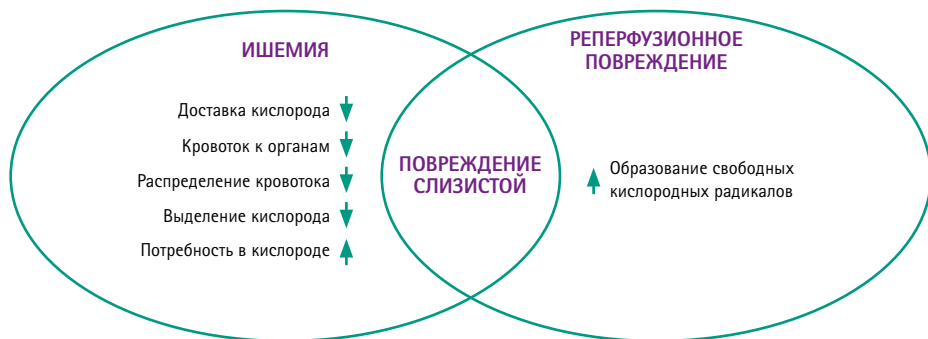 ИШЕМИЯ
Доставка кислорода
Кровоток к органам
Распределение кровотока
Выделение кислорода
Потребность в кислороде
ПОВРЕЖДЕНИЕ
СЛИЗИСТОЙ
РЕПЕРФУЗИОННОЕ
ПОВРЕЖДЕНИЕ
Образование свободных
кислородных радикалов